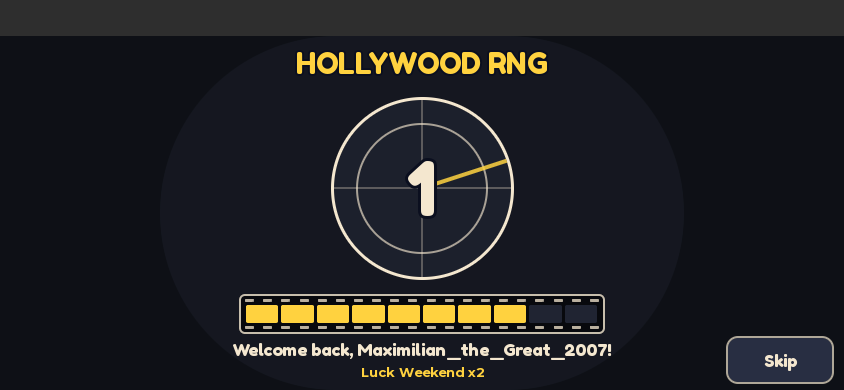 HOLLYWOOD RNG
1
Welcome back, Maximilian_the_Great_2007!
Luck Weekend x2
Skip